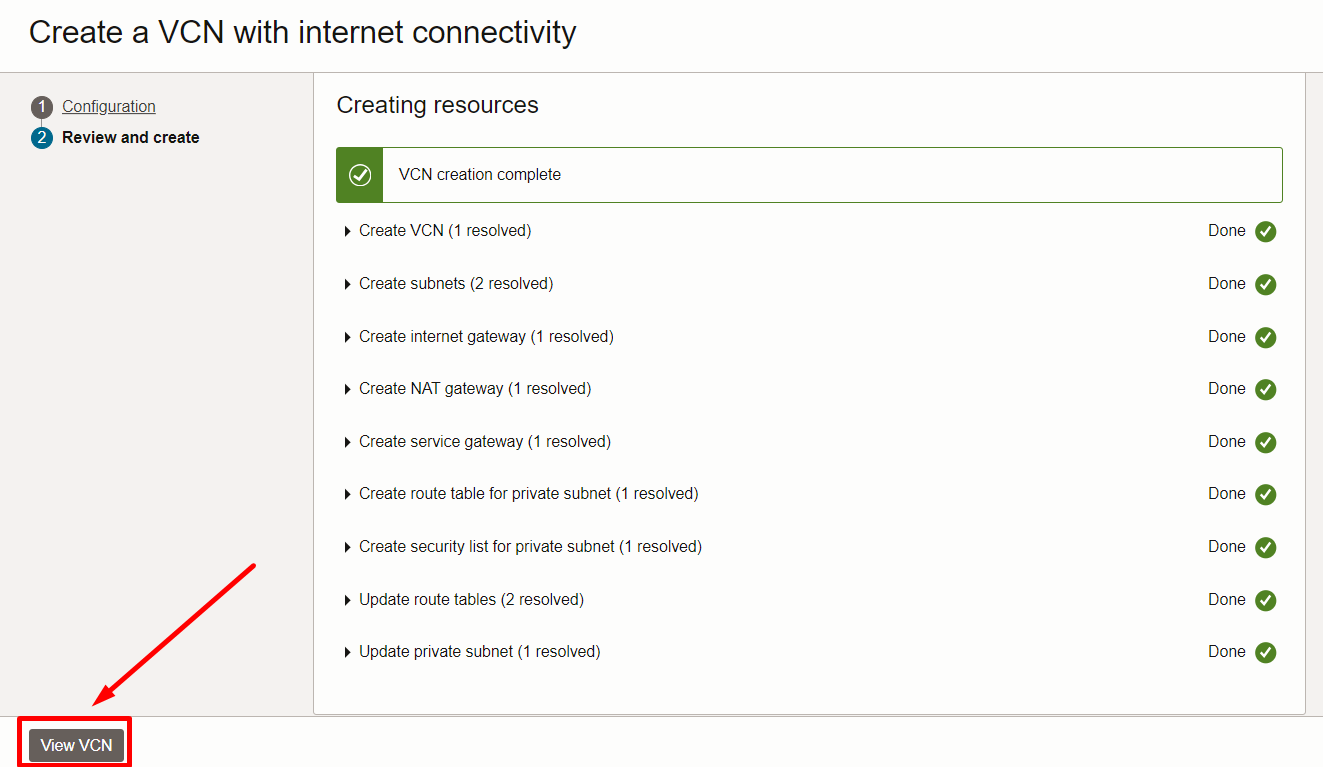 Create a VCN with internet connectivity
1 Configuration
2 Review and create
Creating resources
VCN creation complete
Create VCN (1 resolved) Done
Create subnets (2 resolved) Done
Create internet gateway (1 resolved) Done
Create NAT gateway (1 resolved) Done
Create service gateway (1 resolved) Done
Create route table for private subnet (1 resolved) Done
Create security list for private subnet (1 resolved) Done
Update route tables (2 resolved) Done
Update private subnet (1 resolved) Done
View VCN